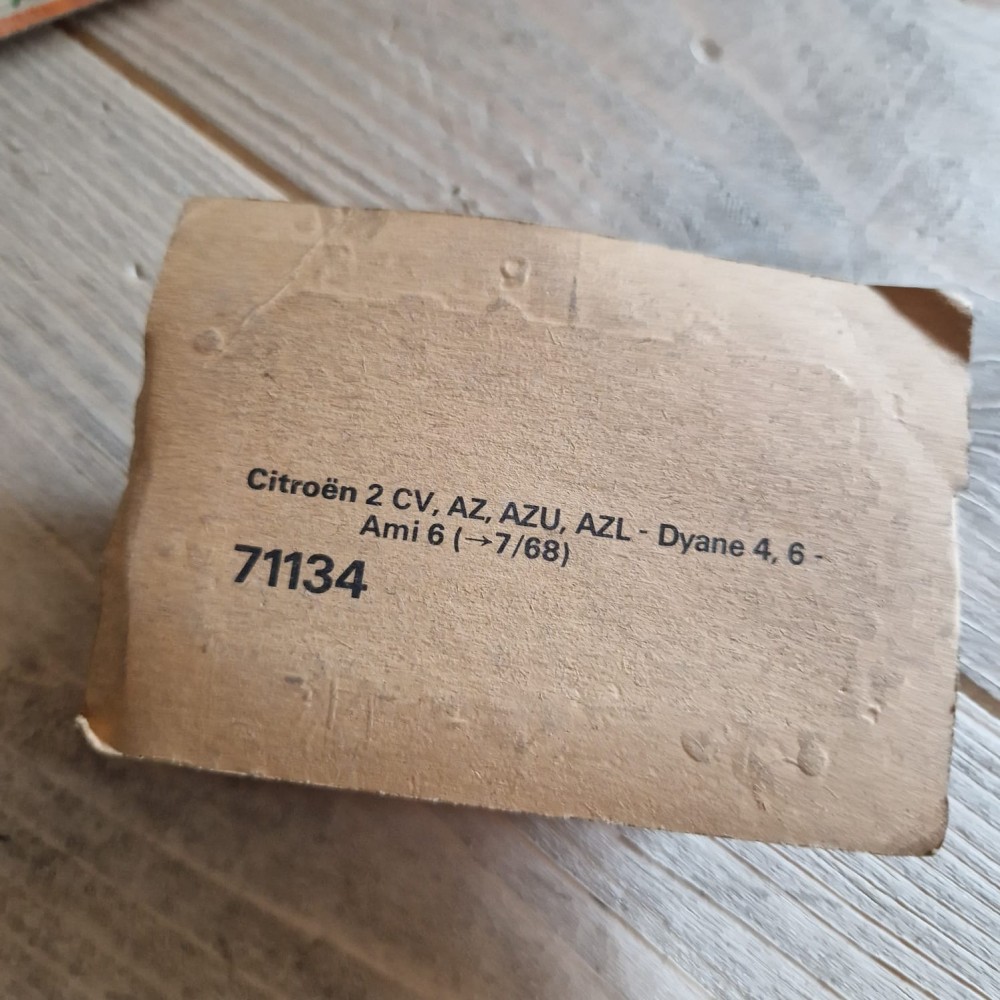 Citroën 2 CV, AZ, AZU, AZL - Dyane 4, 6 -
Ami 6 (→7/68)
71134